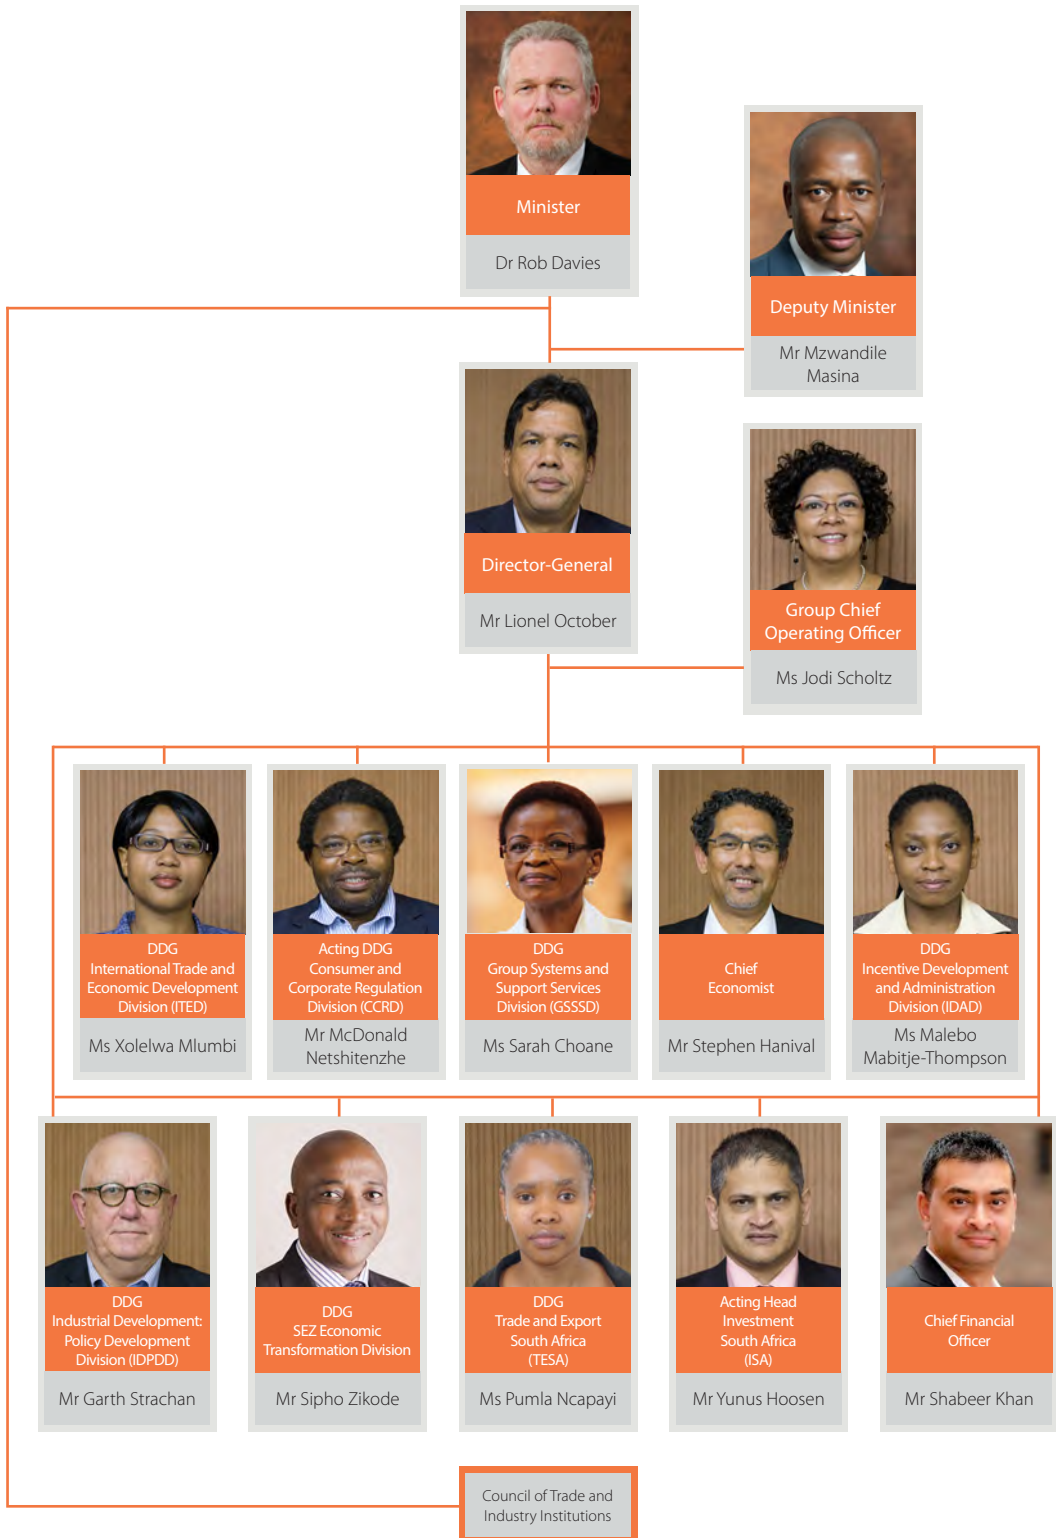 Minister
Dr Rob Davies
Deputy Minister
Mr Mzwandile
Masina
Director-General
Mr Lionel October
Group Chief
Operating Officer
Ms Jodi Scholtz
DDG
International Trade and
Economic Development
Division (ITED)
Ms Xolelwa Mlumbi
Acting DDG
Consumer and
Corporate Regulation
Division (CCRD)
Mr McDonald
Netshitenzhe
DDG
Group Systems and
Support Services
Division (GSSSD)
Ms Sarah Choane
Chief
Economist
Mr Stephen Hanival
DDG
Incentive Development
and Administration
Division (IDAD)
Ms Malebo
Mabitje-Thompson
DDG
Industrial Development:
Policy Development
Division (IDPDD)
Mr Garth Strachan
DDG
SEZ Economic
Transformation Division
Mr Sipho Zikode
DDG
Trade and Export
South Africa
(TESA)
Ms Pumla Ncapayi
Acting Head
Investment
South Africa
(ISA)
Mr Yunus Hoosen
Chief Financial
Officer
Mr Shabeer Khan
Council of Trade and
Industry Institutions